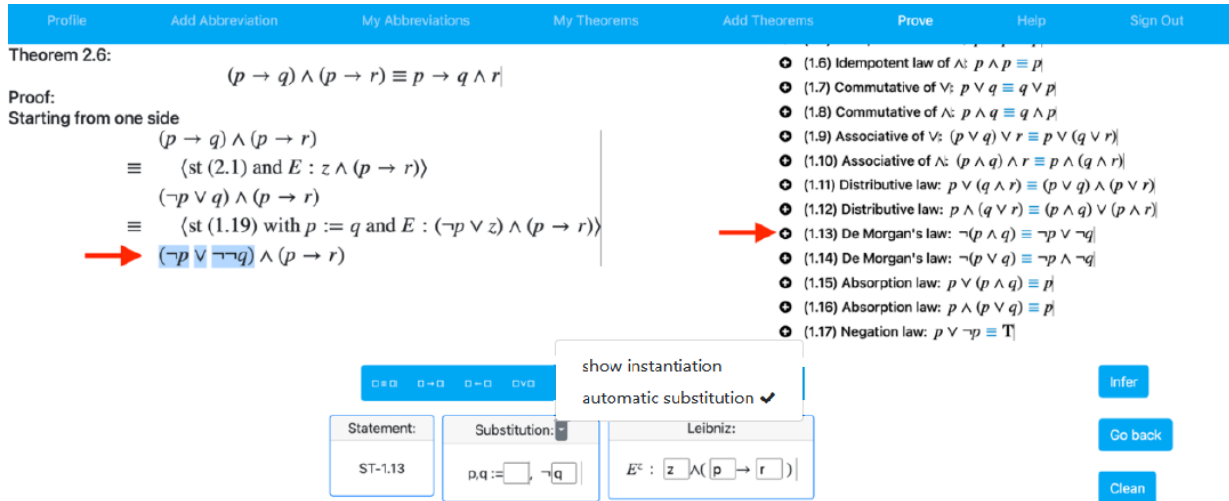 Profile Add Abbreviation My Abbreviations My Theorems Add Theorems Prove Help Sign Out
Theorem 2.6:
(p → q) ∧ (p → r) ≡ p → q ∧ r
Proof:
Starting from one side
(p → q) ∧ (p → r)
≡ ⟨st (2.1) and E : z ∧ (p → r)⟩
(¬p ∨ q) ∧ (p → r)
≡ ⟨st (1.19) with p := q and E : (¬p ∨ z) ∧ (p → r)⟩
(¬p ∨ ¬¬q) ∧ (p → r)
(1.6) Idempotent law of ∧: p ∧ p ≡ p
(1.7) Commutative of ∨: p ∨ q ≡ q ∨ p
(1.8) Commutative of ∧: p ∧ q ≡ q ∧ p
(1.9) Associative of ∨: (p ∨ q) ∨ r ≡ p ∨ (q ∨ r)
(1.10) Associative of ∧: (p ∧ q) ∧ r ≡ p ∧ (q ∧ r)
(1.11) Distributive law: p ∨ (q ∧ r) ≡ (p ∨ q) ∧ (p ∨ r)
(1.12) Distributive law: p ∧ (q ∨ r) ≡ (p ∧ q) ∨ (p ∧ r)
(1.13) De Morgan's law: ¬(p ∧ q) ≡ ¬p ∨ ¬q
(1.14) De Morgan's law: ¬(p ∨ q) ≡ ¬p ∧ ¬q
(1.15) Absorption law: p ∨ (p ∧ q) ≡ p
(1.16) Absorption law: p ∧ (p ∨ q) ≡ p
(1.17) Negation law: p ∨ ¬p ≡ T
show instantiation
automatic substitution ✔
□≡□ □→□ □←□ □∨□
Infer
Statement: Substitution: Leibniz:
Go back
ST-1.13 p,q := □, ¬q E^z : z ∧( p → r )
Clean